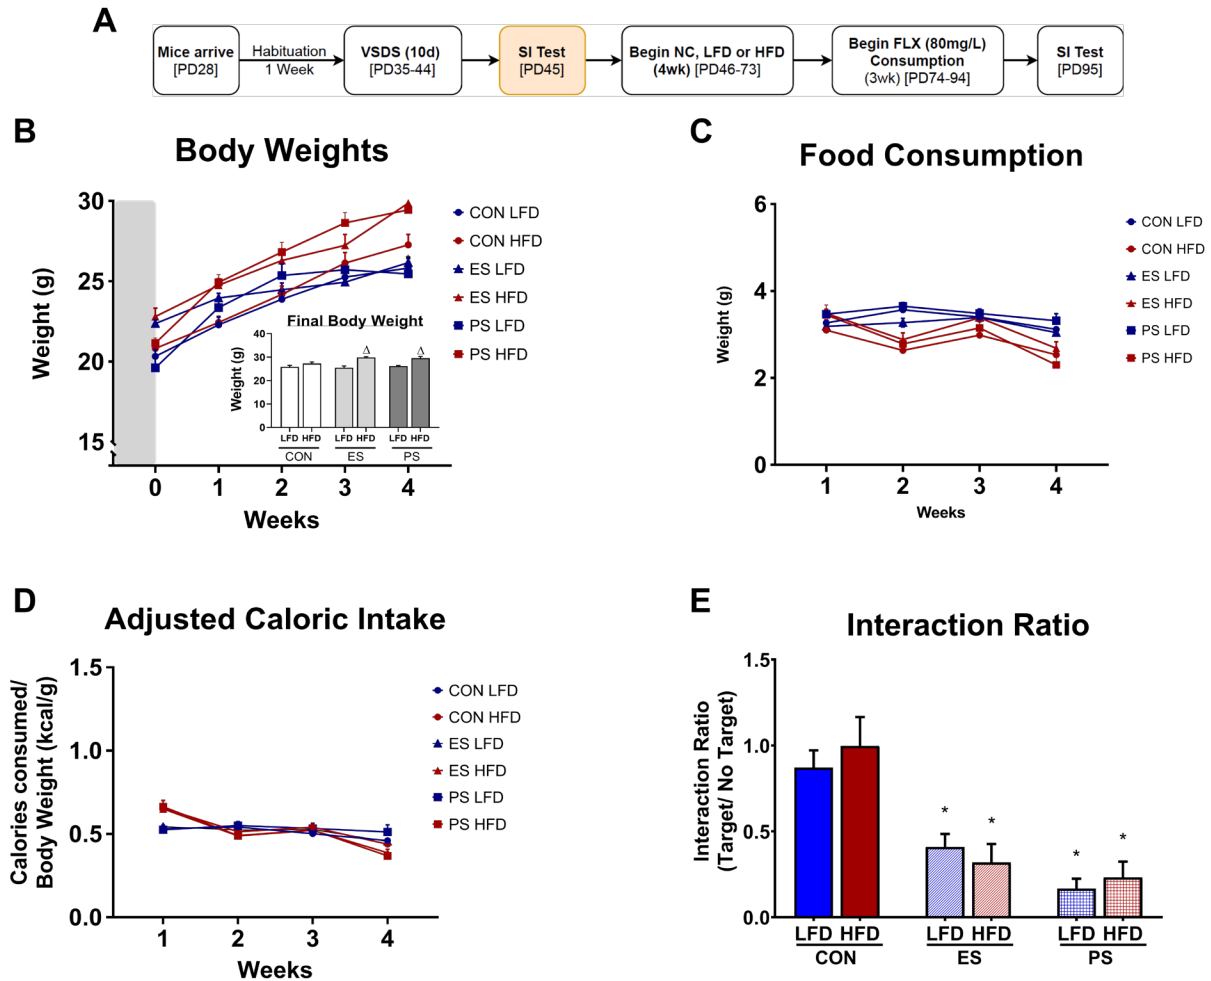 A
Mice arrive
[PD28]
Habituation
1 Week
VSDS (10d)
[PD35-44]
SI Test
[PD45]
Begin NC, LFD or HFD
(4wk) [PD46-73]
Begin FLX (80mg/L)
Consumption
(3wk) [PD74-94]
SI Test
[PD95]
B
Body Weights
Weight (g)
30
25
20
15
0 1 2 3 4
Weeks
CON LFD
CON HFD
ES LFD
ES HFD
PS LFD
PS HFD
Final Body Weight
Weight (g)
40
30
20
10
0
Δ Δ
LFD HFD LFD HFD LFD HFD
CON ES PS
C
Food Consumption
Weight (g)
6
4
2
0
1 2 3 4
Weeks
CON LFD
CON HFD
ES LFD
ES HFD
PS LFD
PS HFD
D
Adjusted Caloric Intake
Calories consumed/
Body Weight (kcal/g)
1.5
1.0
0.5
0.0
1 2 3 4
Weeks
CON LFD
CON HFD
ES LFD
ES HFD
PS LFD
PS HFD
E
Interaction Ratio
Interaction Ratio
(Target/ No Target)
1.5
1.0
0.5
0.0
* * * *
LFD HFD LFD HFD LFD HFD
CON ES PS